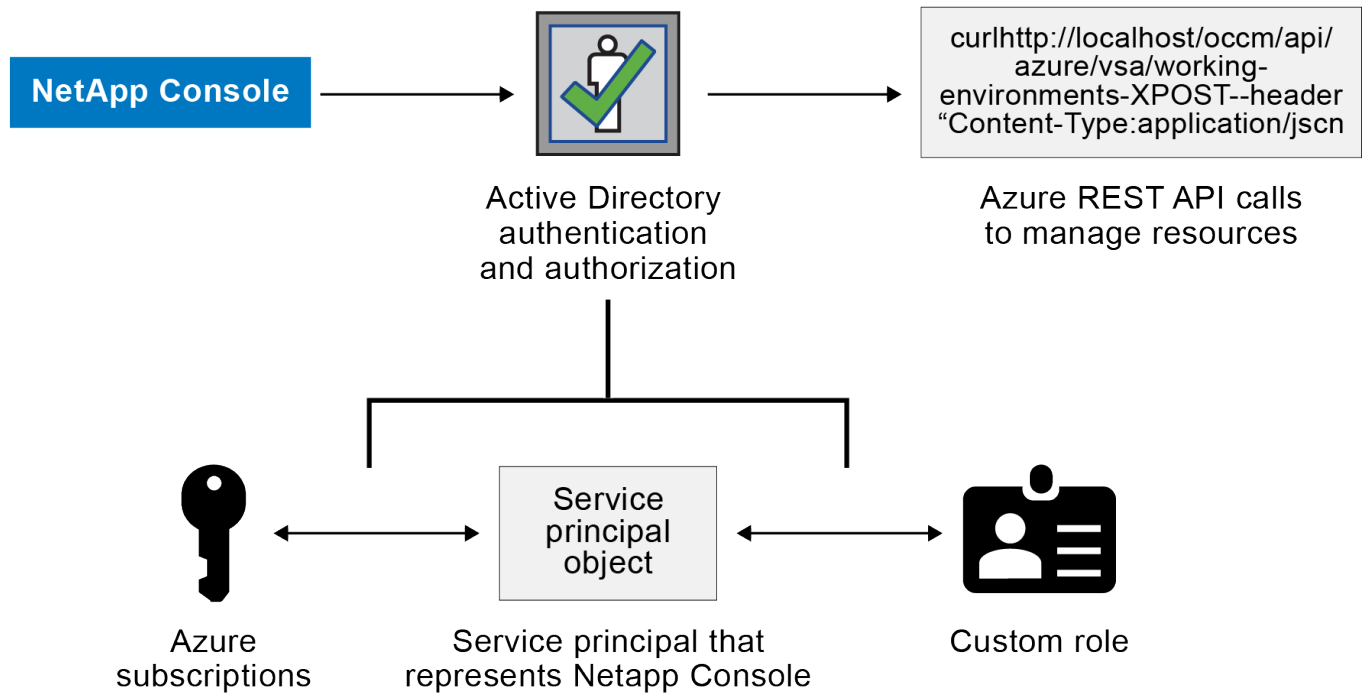 NetApp Console
curlhttp://localhost/occm/api/
azure/vsa/working-
environments-XPOST--header
“Content-Type:application/jscn
Active Directory
authentication
and authorization
Azure REST API calls
to manage resources
Service
principal
object
Azure
subscriptions
Service principal that
represents Netapp Console
Custom role